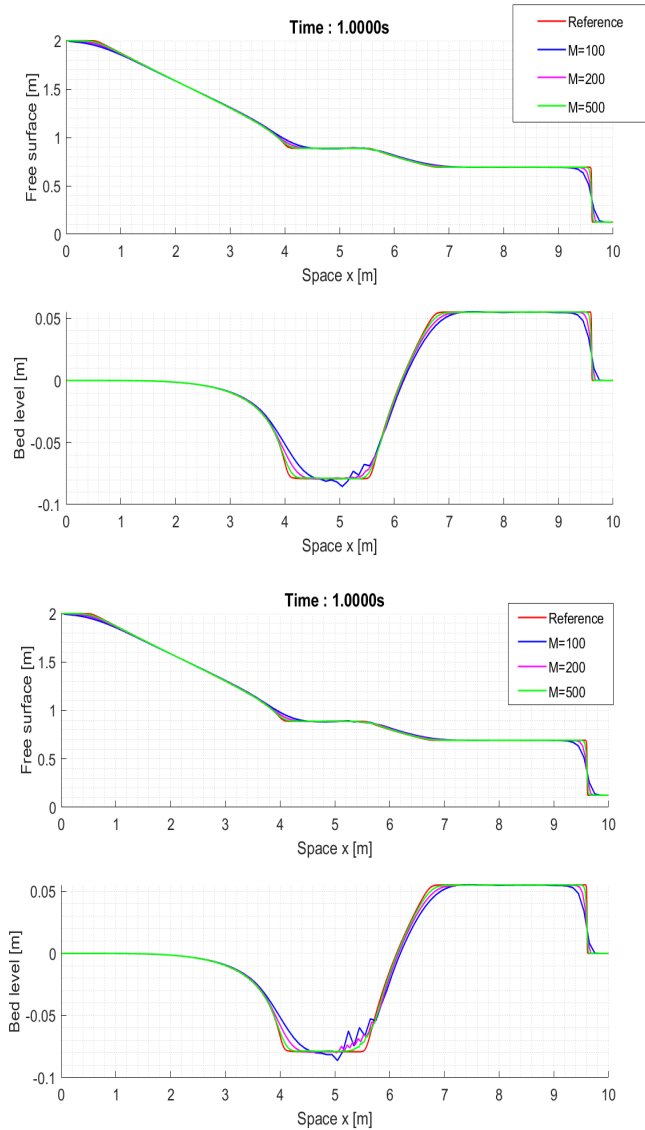 Time : 1.0000s
Reference
M=100
M=200
M=500
Free surface [m]
2
1.5
1
0.5
0
0 1 2 3 4 5 6 7 8 9 10
Space x [m]
Bed level [m]
0.05
0
-0.05
-0.1
0 1 2 3 4 5 6 7 8 9 10
Space x [m]
Time : 1.0000s
Reference
M=100
M=200
M=500
Free surface [m]
2
1.5
1
0.5
0
0 1 2 3 4 5 6 7 8 9 10
Space x [m]
Bed level [m]
0.05
0
-0.05
-0.1
0 1 2 3 4 5 6 7 8 9 10
Space x [m]